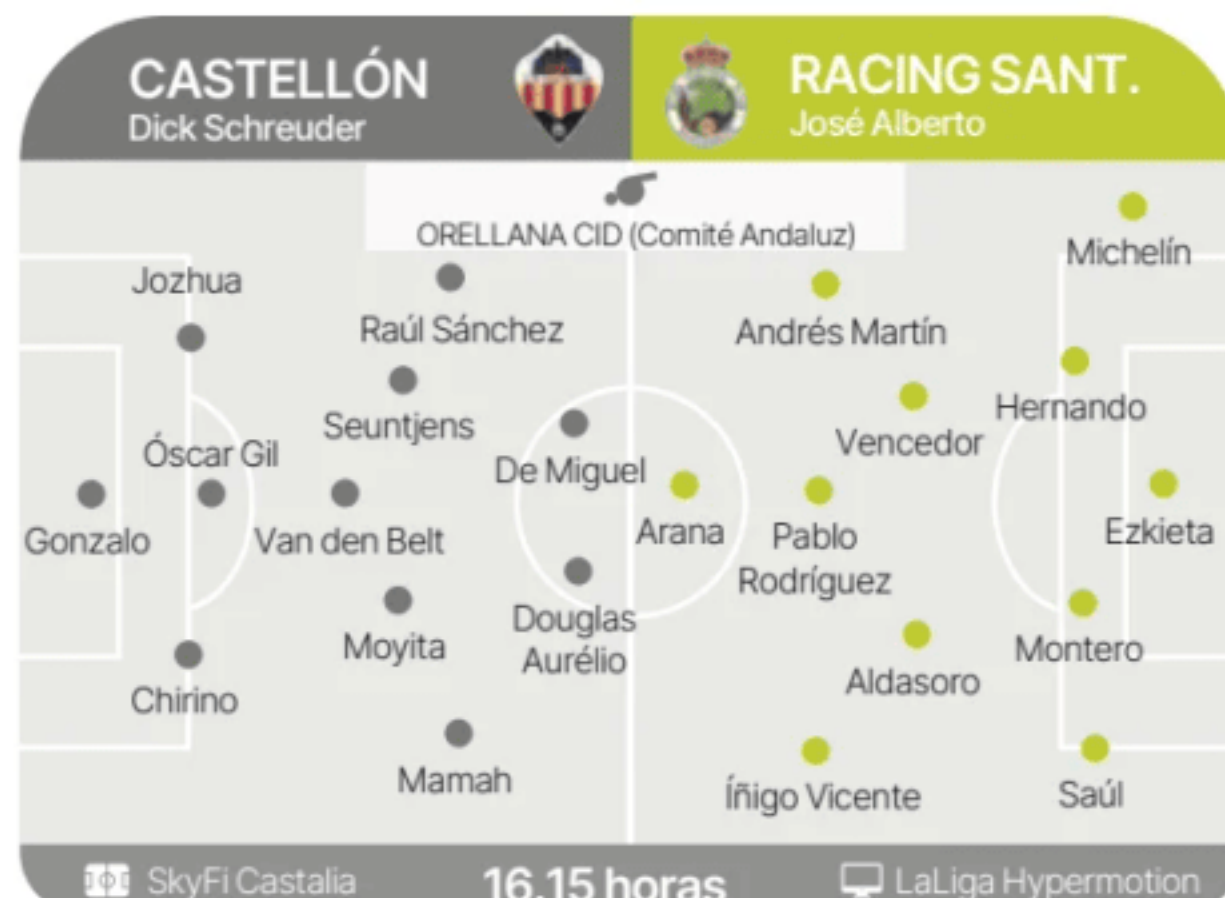 CASTELLÓN
Dick Schreuder
RACING SANT.
José Alberto
ORELLANA CID (Comité Andaluz)
Jozhua
Raúl Sánchez
Seuntjens
Óscar Gil
De Miguel
Gonzalo
Van den Belt
Douglas
Aurélio
Moyita
Chirino
Mamah
Michelín
Andrés Martín
Hernando
Vencedor
Arana
Pablo
Rodríguez
Ezkieta
Montero
Aldasoro
Íñigo Vicente
Saúl
SkyFi Castalia
16.15 horas
LaLiga Hypermotion